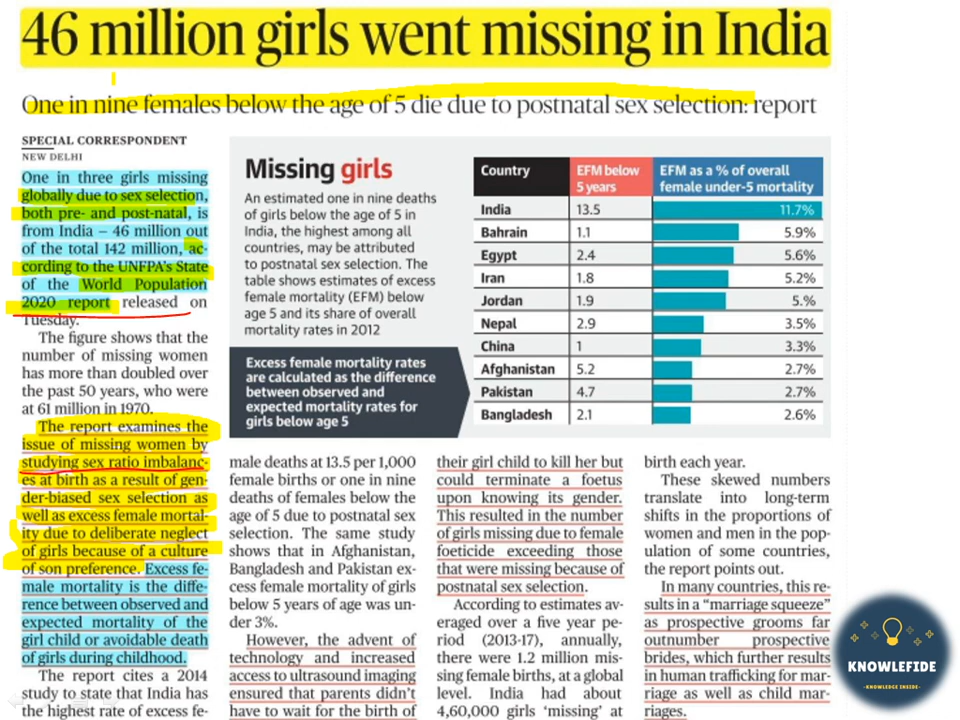 46 million girls went missing in India
One in nine females below the age of 5 die due to postnatal sex selection: report
SPECIAL CORRESPONDENT
NEW DELHI
One in three girls missing
globally due to sex selection,
both pre- and post-natal, is
from India – 46 million out
of the total 142 million, ac-
cording to the UNFPA's State
of the World Population
2020 report released on
Tuesday.
The figure shows that the
number of missing women
has more than doubled over
the past 50 years, who were
at 61 million in 1970.
The report examines the
issue of missing women by
studying sex ratio imbalanc-
es at birth as a result of gen-
der-biased sex selection as
well as excess female mortal-
ity due to deliberate neglect
of girls because of a culture
of son preference. Excess fe-
male mortality is the diffe-
rence between observed and
expected mortality of the
girl child or avoidable death
of girls during childhood.
The report cites a 2014
study to state that India has
the highest rate of excess fe-
Missing girls
An estimated one in nine deaths
of girls below the age of 5 in
India, the highest among all
countries, may be attributed
to postnatal sex selection. The
table shows estimates of excess
female mortality (EFM) below
age 5 and its share of overall
mortality rates in 2012
Excess female mortality rates
are calculated as the difference
between observed and
expected mortality rates for
girls below age 5
Country EFM below 5 years EFM as a % of overall female under-5 mortality
India 13.5 11.7%
Bahrain 1.1 5.9%
Egypt 2.4 5.6%
Iran 1.8 5.2%
Jordan 1.9 5.%
Nepal 2.9 3.5%
China 1 3.3%
Afghanistan 5.2 2.7%
Pakistan 4.7 2.7%
Bangladesh 2.1 2.6%
male deaths at 13.5 per 1,000
female births or one in nine
deaths of females below the
age of 5 due to postnatal sex
selection. The same study
shows that in Afghanistan,
Bangladesh and Pakistan ex-
cess female mortality of girls
below 5 years of age was un-
der 3%.
However, the advent of
technology and increased
access to ultrasound imaging
ensured that parents didn't
have to wait for the birth of
their girl child to kill her but
could terminate a foetus
upon knowing its gender.
This resulted in the number
of girls missing due to female
foeticide exceeding those
that were missing because of
postnatal sex selection.
According to estimates av-
eraged over a five year pe-
riod (2013-17), annually,
there were 1.2 million mis-
sing female births, at a global
level. India had about
4,60,000 girls 'missing' at
birth each year.
These skewed numbers
translate into long-term
shifts in the proportions of
women and men in the pop-
ulation of some countries,
the report points out.
In many countries, this re-
sults in a "marriage squeeze"
as prospective grooms far
outnumber prospective
brides, which further results
in human trafficking for mar-
riage as well as child mar-
riages.
KNOWLEFIDE
-KNOWLEDGE INSIDE-